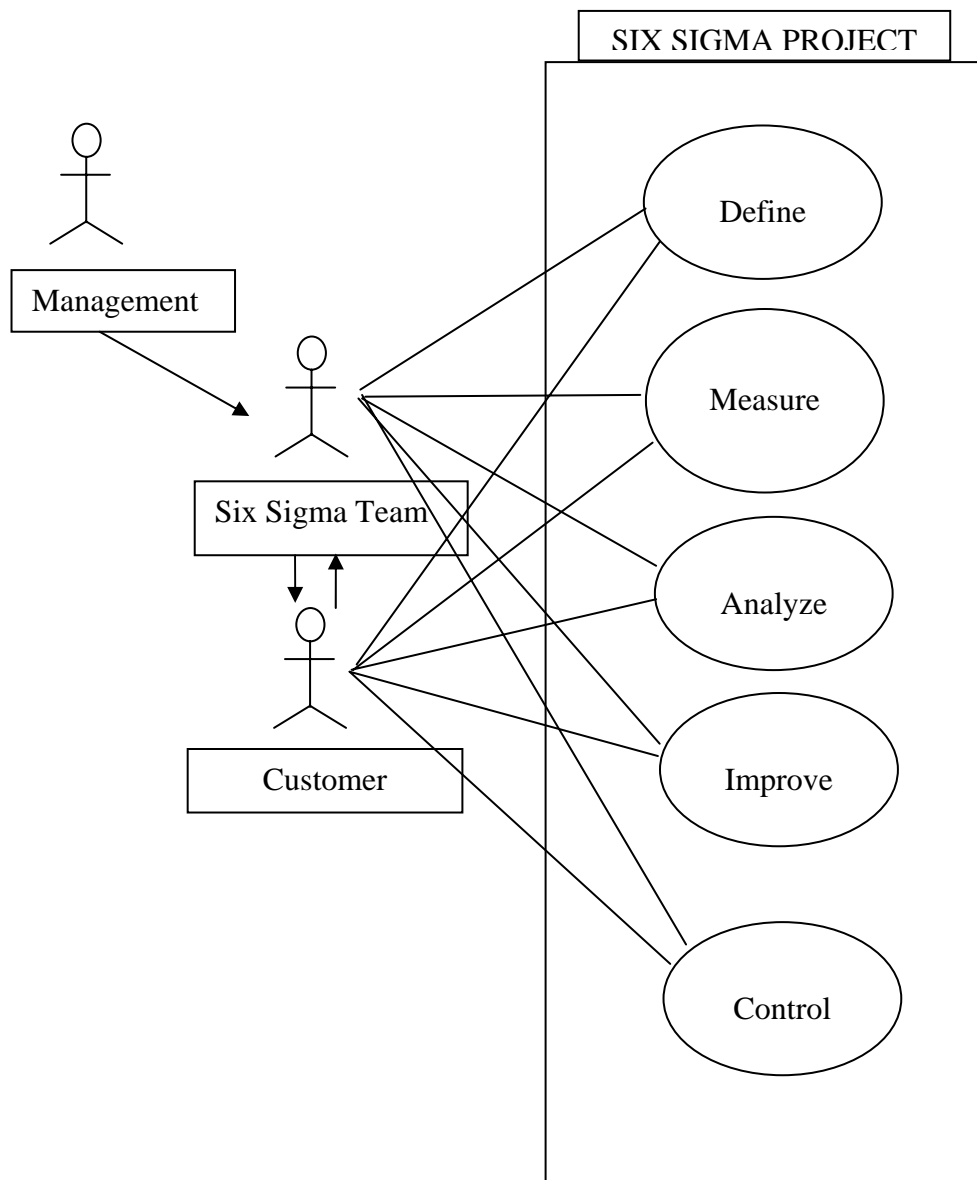 SIX SIGMA PROJECT
Define
Management
Measure
Six Sigma Team
Analyze
Customer
Improve
Control